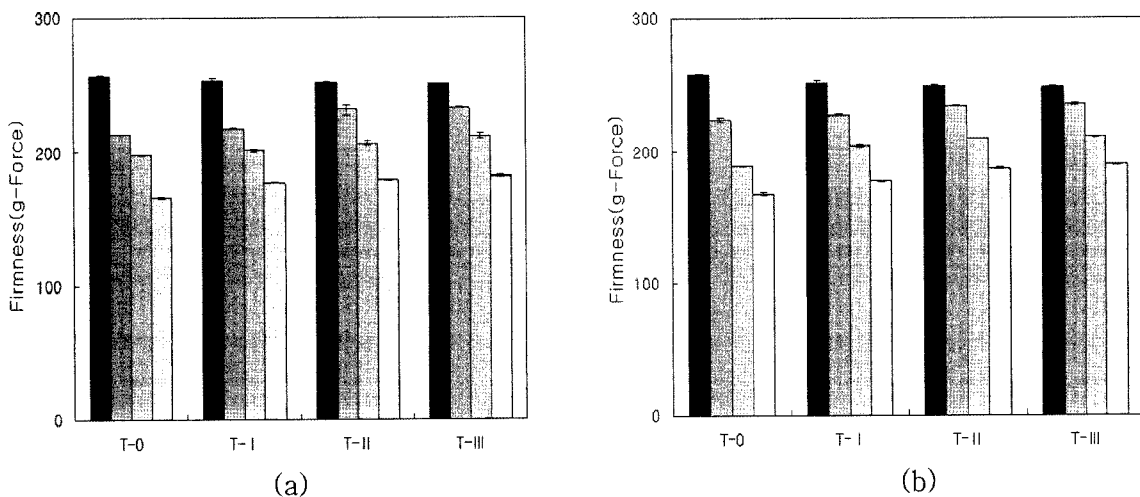 300
200
100
0
Firmness(g-Force)
T-0 T-I T-II T-III
(a)
300
200
100
0
Firmness(g-Force)
T-0 T-I T-II T-III
(b)